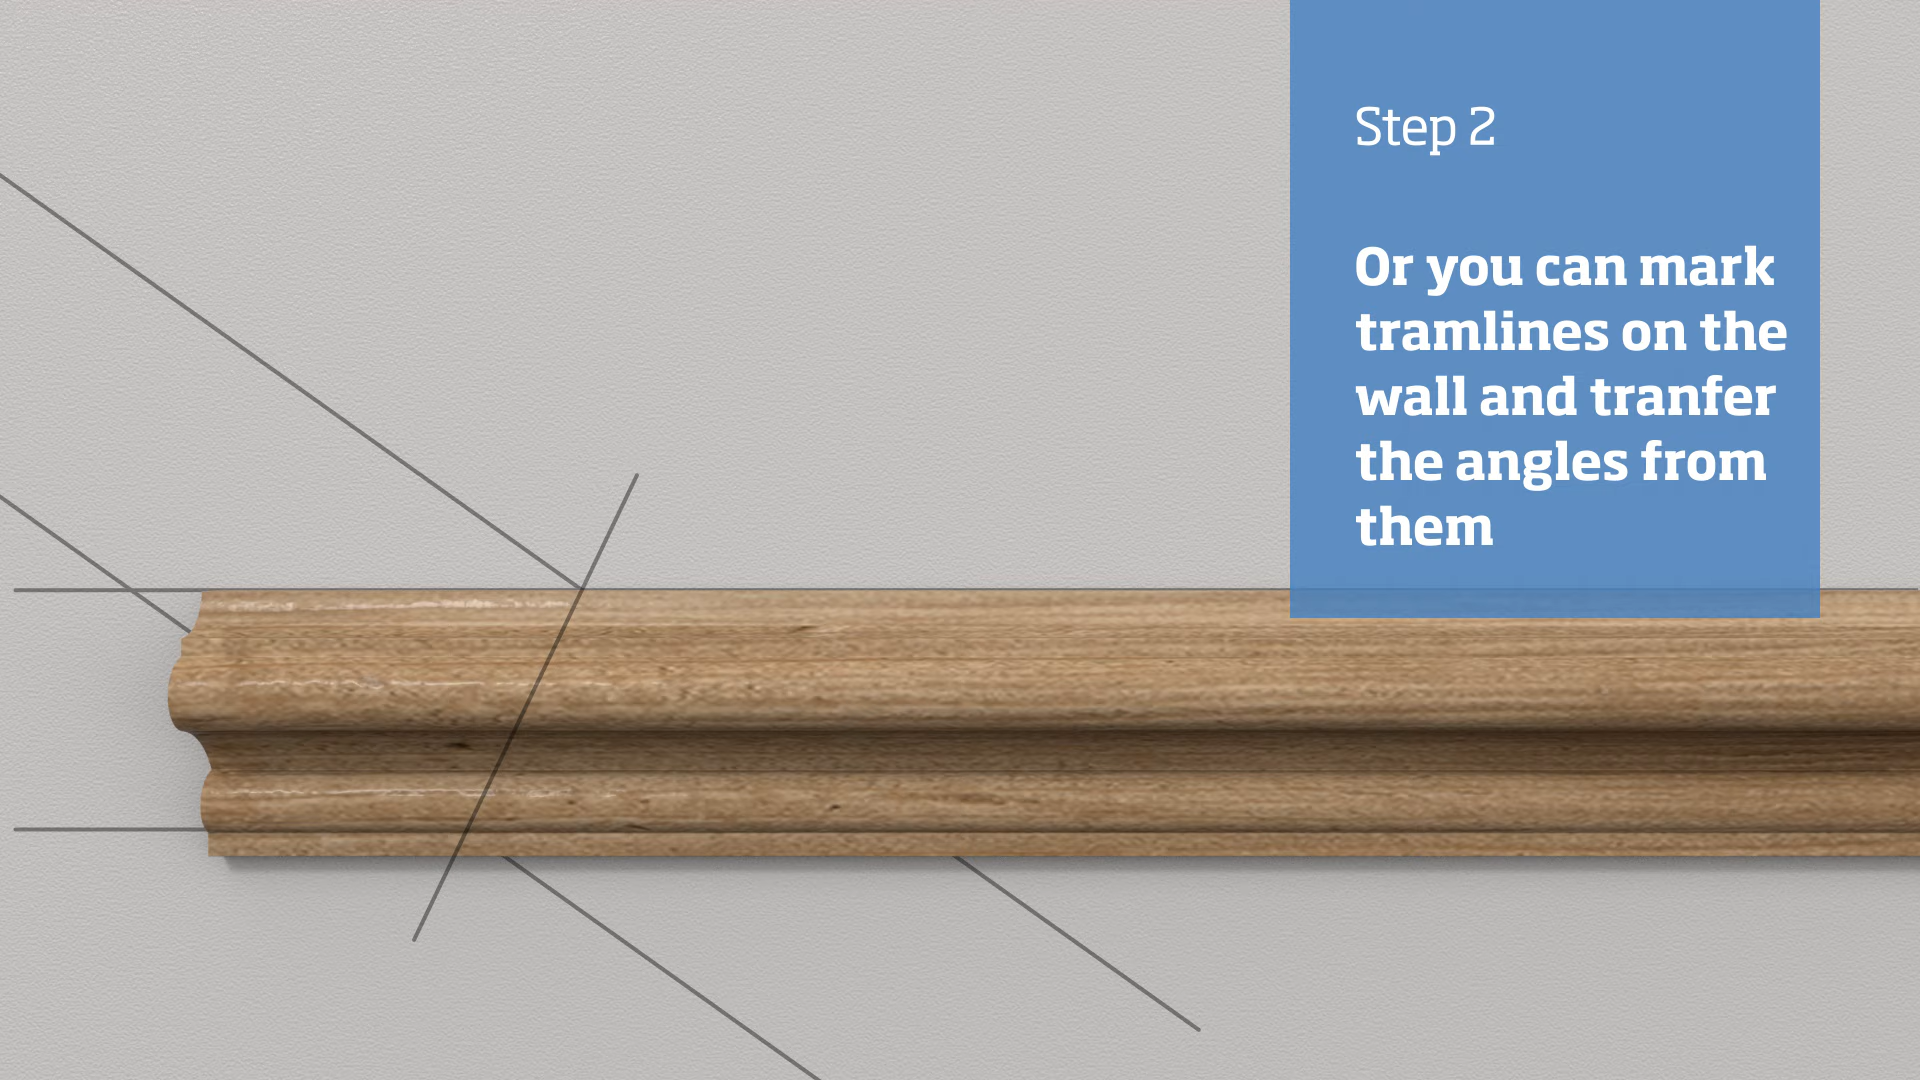 Step 2
Or you can mark
tramlines on the
wall and tranfer
the angles from
them